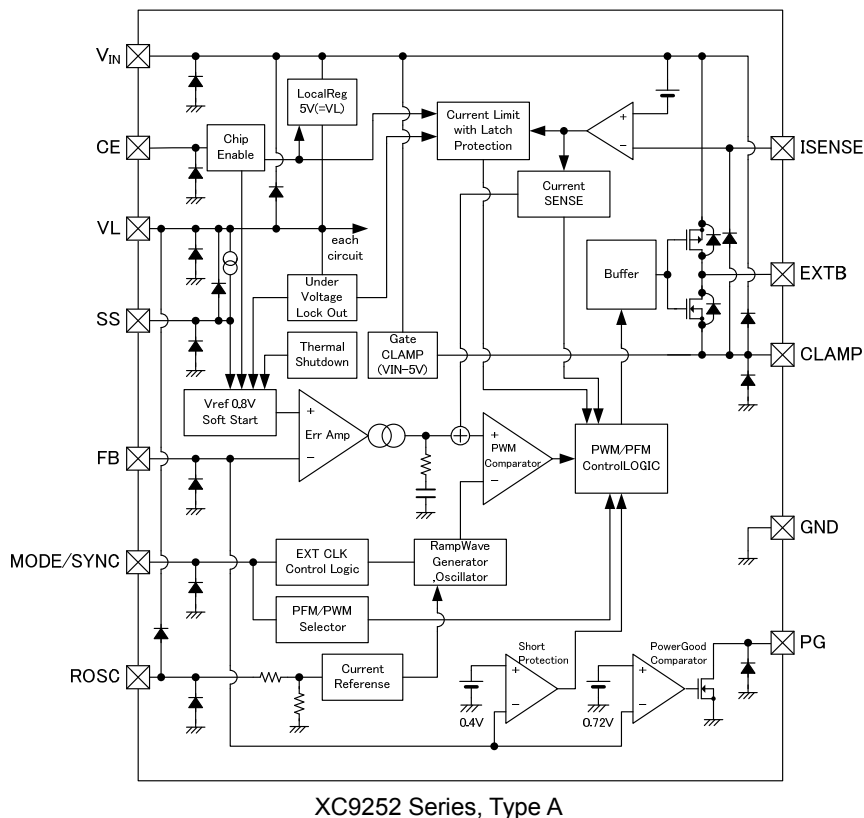 VIN
LocalReg
5V(=VL)
Current Limit
with Latch
Protection
+
−
CE
Chip
Enable
ISENSE
Current
SENSE
VL
each
circuit
Buffer
EXTB
Under
Voltage
Lock Out
SS
Thermal
Shutdown
Gate
CLAMP
(VIN-5V)
CLAMP
Vref 0.8V
Soft Start
+
Err Amp
−
+
PWM
Comparator
−
PWM/PFM
ControlLOGIC
FB
GND
MODE/SYNC
EXT CLK
Control Logic
RampWave
Generator
,Oscillator
PFM/PWM
Selector
Short
Protection
PowerGood
Comparator
PG
ROSC
Current
Referense
+
−
0.4V
+
−
0.72V
XC9252 Series, Type A